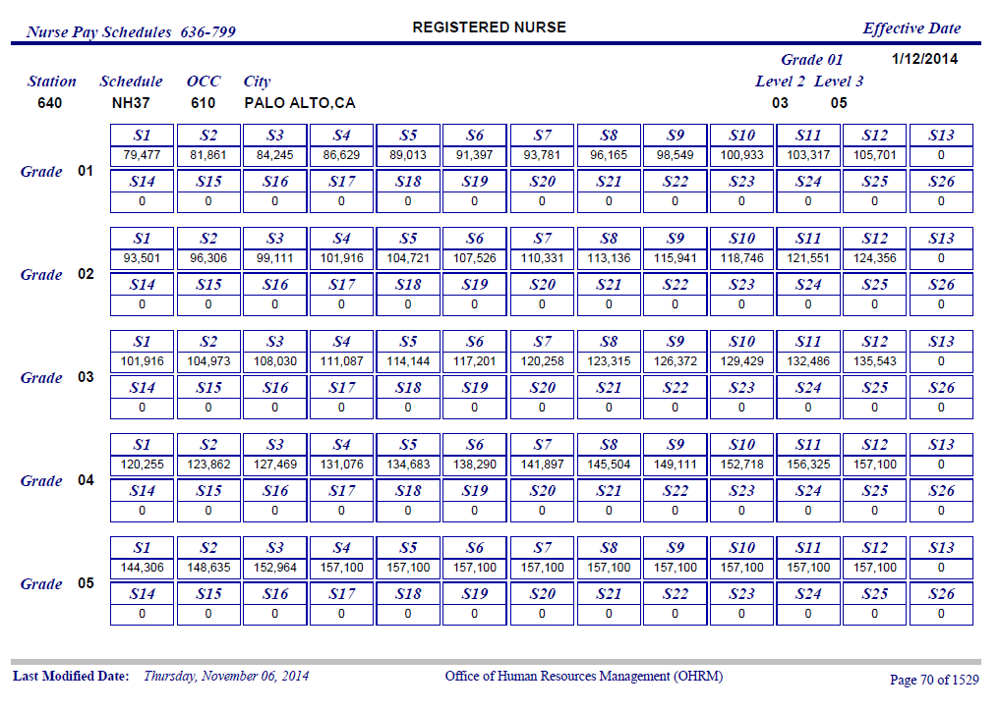 Nurse Pay Schedules 636-799 REGISTERED NURSE Effective Date
Grade 01 1/12/2014
Station Schedule OCC City Level 2 Level 3
640 NH37 610 PALO ALTO,CA 03 05
S1 S2 S3 S4 S5 S6 S7 S8 S9 S10 S11 S12 S13
79,477 81,861 84,245 86,629 89,013 91,397 93,781 96,165 98,549 100,933 103,317 105,701 0
Grade 01
S14 S15 S16 S17 S18 S19 S20 S21 S22 S23 S24 S25 S26
0 0 0 0 0 0 0 0 0 0 0 0 0
S1 S2 S3 S4 S5 S6 S7 S8 S9 S10 S11 S12 S13
93,501 96,306 99,111 101,916 104,721 107,526 110,331 113,136 115,941 118,746 121,551 124,356 0
Grade 02
S14 S15 S16 S17 S18 S19 S20 S21 S22 S23 S24 S25 S26
0 0 0 0 0 0 0 0 0 0 0 0 0
S1 S2 S3 S4 S5 S6 S7 S8 S9 S10 S11 S12 S13
101,916 104,973 108,030 111,087 114,144 117,201 120,258 123,315 126,372 129,429 132,486 135,543 0
Grade 03
S14 S15 S16 S17 S18 S19 S20 S21 S22 S23 S24 S25 S26
0 0 0 0 0 0 0 0 0 0 0 0 0
S1 S2 S3 S4 S5 S6 S7 S8 S9 S10 S11 S12 S13
120,255 123,862 127,469 131,076 134,683 138,290 141,897 145,504 149,111 152,718 156,325 157,100 0
Grade 04
S14 S15 S16 S17 S18 S19 S20 S21 S22 S23 S24 S25 S26
0 0 0 0 0 0 0 0 0 0 0 0 0
S1 S2 S3 S4 S5 S6 S7 S8 S9 S10 S11 S12 S13
144,306 148,635 152,964 157,100 157,100 157,100 157,100 157,100 157,100 157,100 157,100 157,100 0
Grade 05
S14 S15 S16 S17 S18 S19 S20 S21 S22 S23 S24 S25 S26
0 0 0 0 0 0 0 0 0 0 0 0 0
Last Modified Date: Thursday, November 06, 2014 Office of Human Resources Management (OHRM) Page 70 of 1529